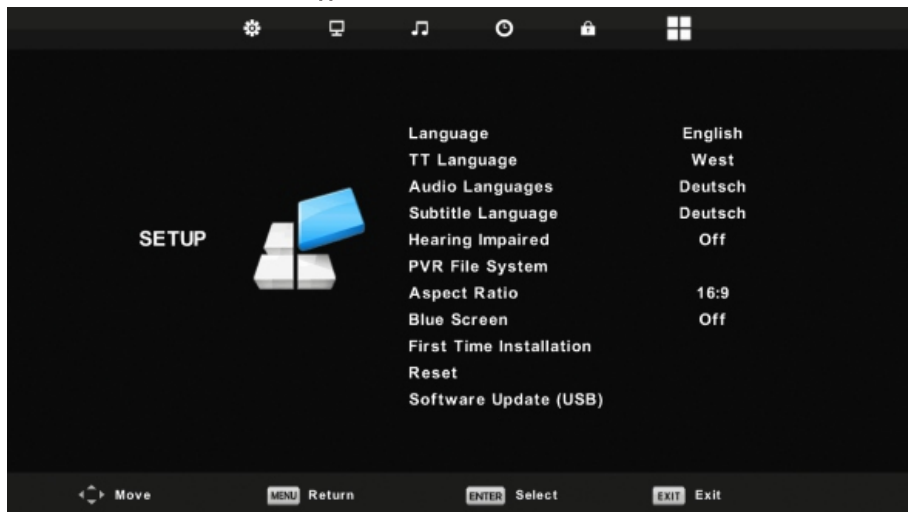 Language English
TT Language West
Audio Languages Deutsch
Subtitle Language Deutsch
SETUP Hearing Impaired Off
PVR File System
Aspect Ratio 16:9
Blue Screen Off
First Time Installation
Reset
Software Update (USB)
Move MENU Return ENTER Select EXIT Exit